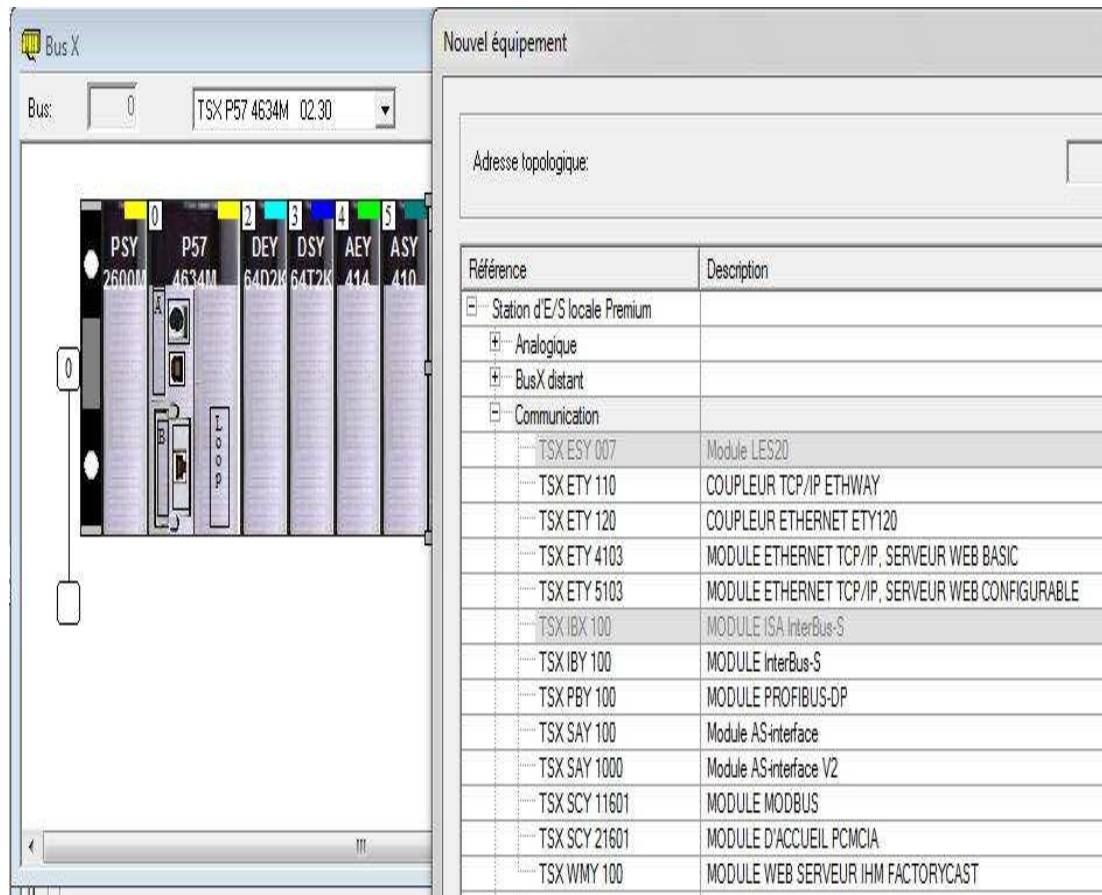 Bus X
Bus:
0
TSX P57 4634M 02.30
0
2
3
4
5
PSY
2600M
P57
4634M
DEY
64D2K
DSY
64T2K
AEY
414
ASY
410
A
B
Loop
0
Nouvel équipement
Adresse topologique:
Référence Description
Station d'E/S locale Premium
Analogique
BusX distant
Communication
TSX ESY 007 Module LES20
TSX ETY 110 COUPLEUR TCP/IP ETHWAY
TSX ETY 120 COUPLEUR ETHERNET ETY120
TSX ETY 4103 MODULE ETHERNET TCP/IP, SERVEUR WEB BASIC
TSX ETY 5103 MODULE ETHERNET TCP/IP, SERVEUR WEB CONFIGURABLE
TSX IBX 100 MODULE ISA InterBus-S
TSX IBY 100 MODULE InterBus-S
TSX PBY 100 MODULE PROFIBUS-DP
TSX SAY 100 Module AS-interface
TSX SAY 1000 Module AS-interface V2
TSX SCY 11601 MODULE MODBUS
TSX SCY 21601 MODULE D'ACCUEIL PCMCIA
TSX WMY 100 MODULE WEB SERVEUR IHM FACTORYCAST